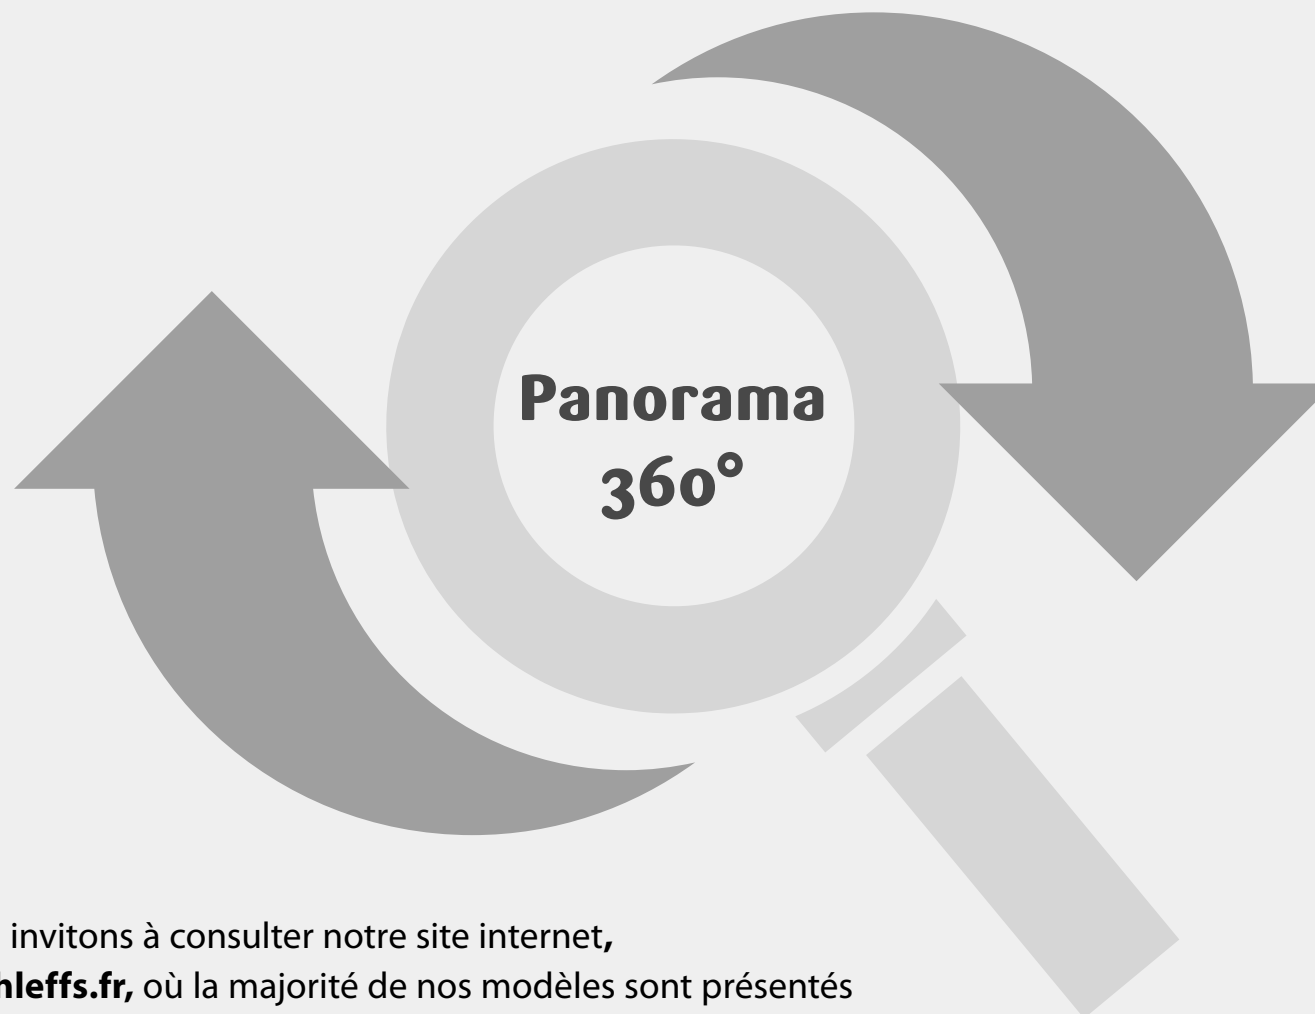 Panorama
360°
invitons à consulter notre site internet,
hleffs.fr, où la majorité de nos modèles sont présentés